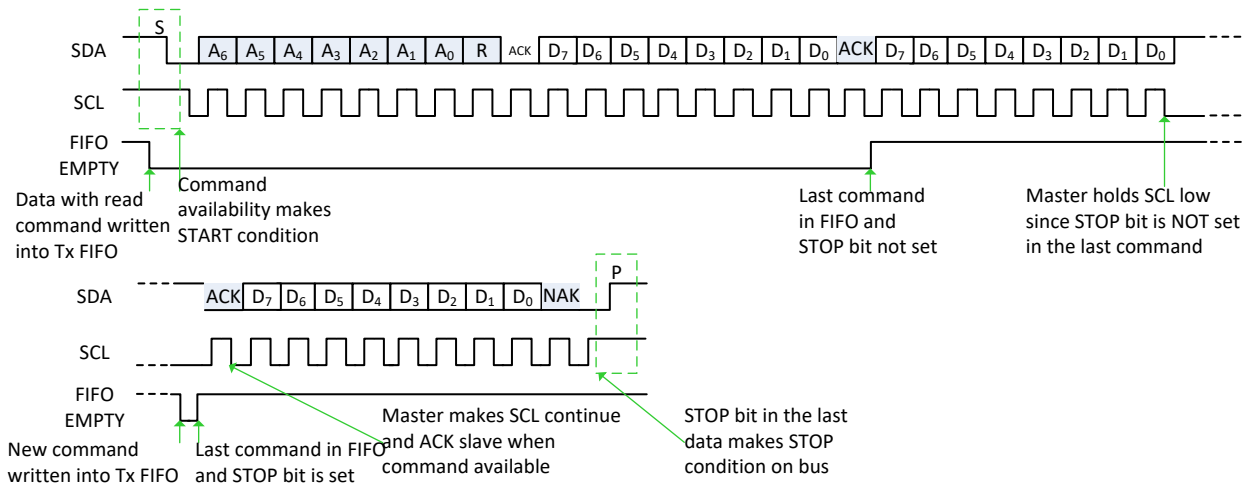 S
SDA A6 A5 A4 A3 A2 A1 A0 R ACK D7 D6 D5 D4 D3 D2 D1 D0 ACK D7 D6 D5 D4 D3 D2 D1 D0
SCL
FIFO
EMPTY
Data with read
command written
into Tx FIFO
Command
availability makes
START condition
Last command
in FIFO and
STOP bit not set
Master holds SCL low
since STOP bit is NOT set
in the last command
P
SDA ACK D7 D6 D5 D4 D3 D2 D1 D0 NAK
SCL
FIFO
EMPTY
New command
written into Tx FIFO
Last command in FIFO
and STOP bit is set
Master makes SCL continue
and ACK slave when
command available
STOP bit in the last
data makes STOP
condition on bus